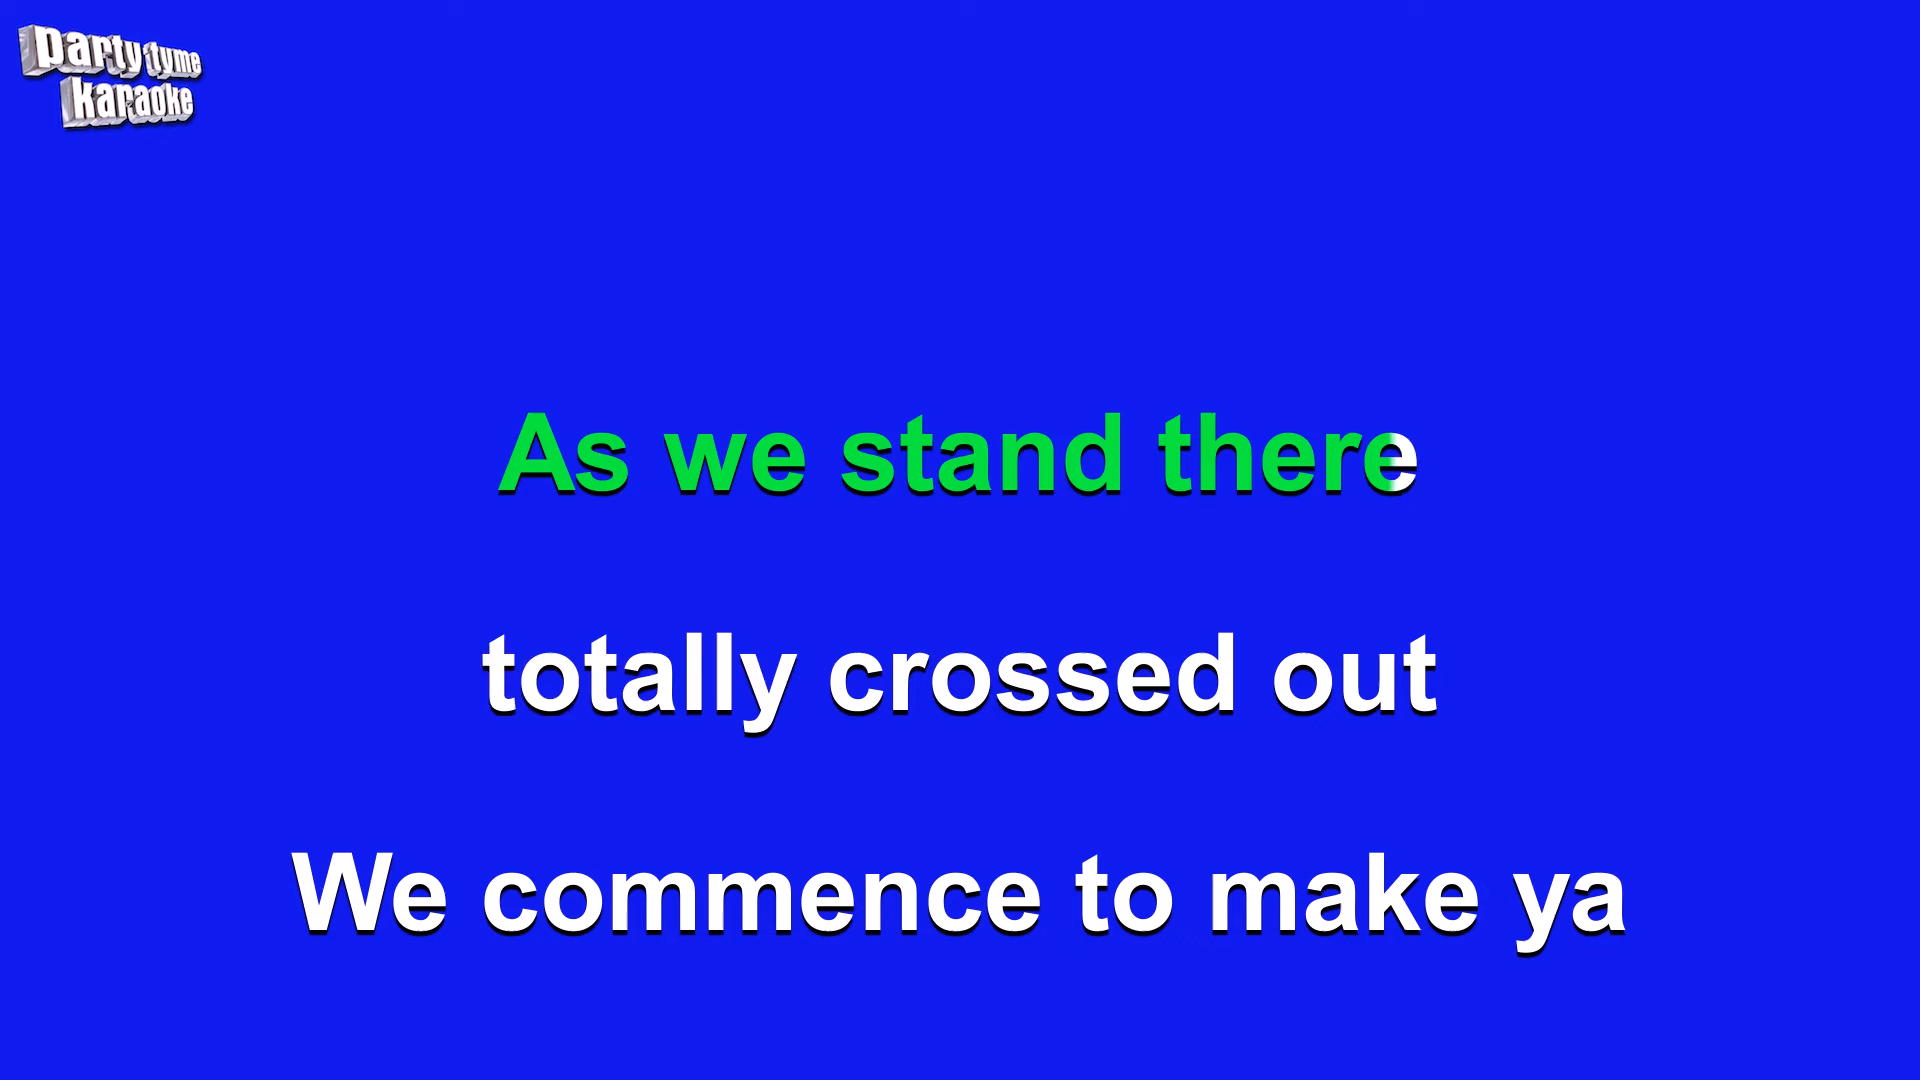 party tyme
karaoke
As we stand there
totally crossed out
We commence to make ya